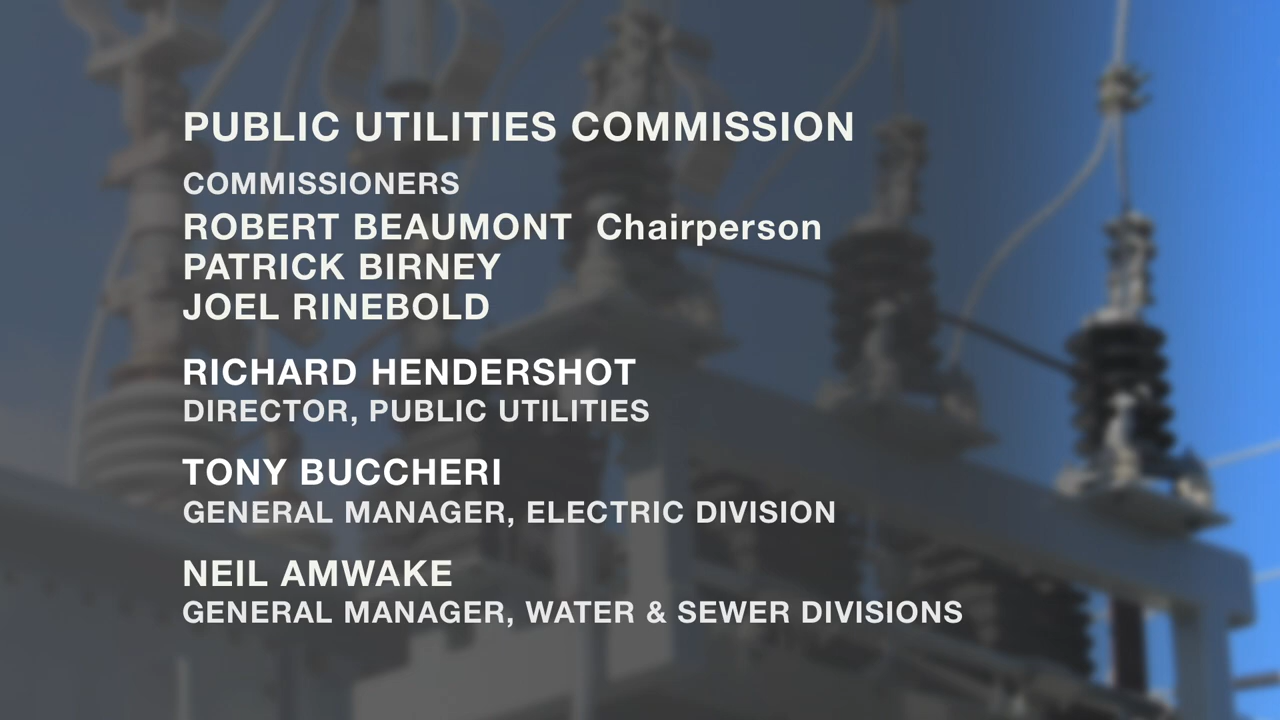 PUBLIC UTILITIES COMMISSION
COMMISSIONERS
ROBERT BEAUMONT Chairperson
PATRICK BIRNEY
JOEL RINEBOLD
RICHARD HENDERSHOT
DIRECTOR, PUBLIC UTILITIES
TONY BUCCHERI
GENERAL MANAGER, ELECTRIC DIVISION
NEIL AMWAKE
GENERAL MANAGER, WATER & SEWER DIVISIONS